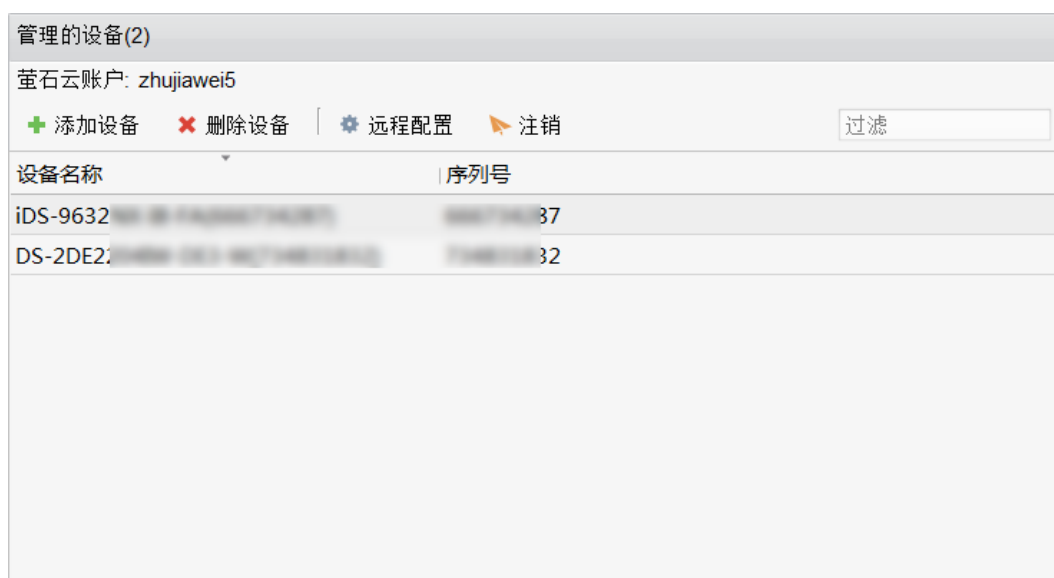 管理的设备(2)
萤石云账户: zhujiawei5
添加设备 删除设备 远程配置 注销 过滤
设备名称 序列号
iDS-9632 37
DS-2DE22 32